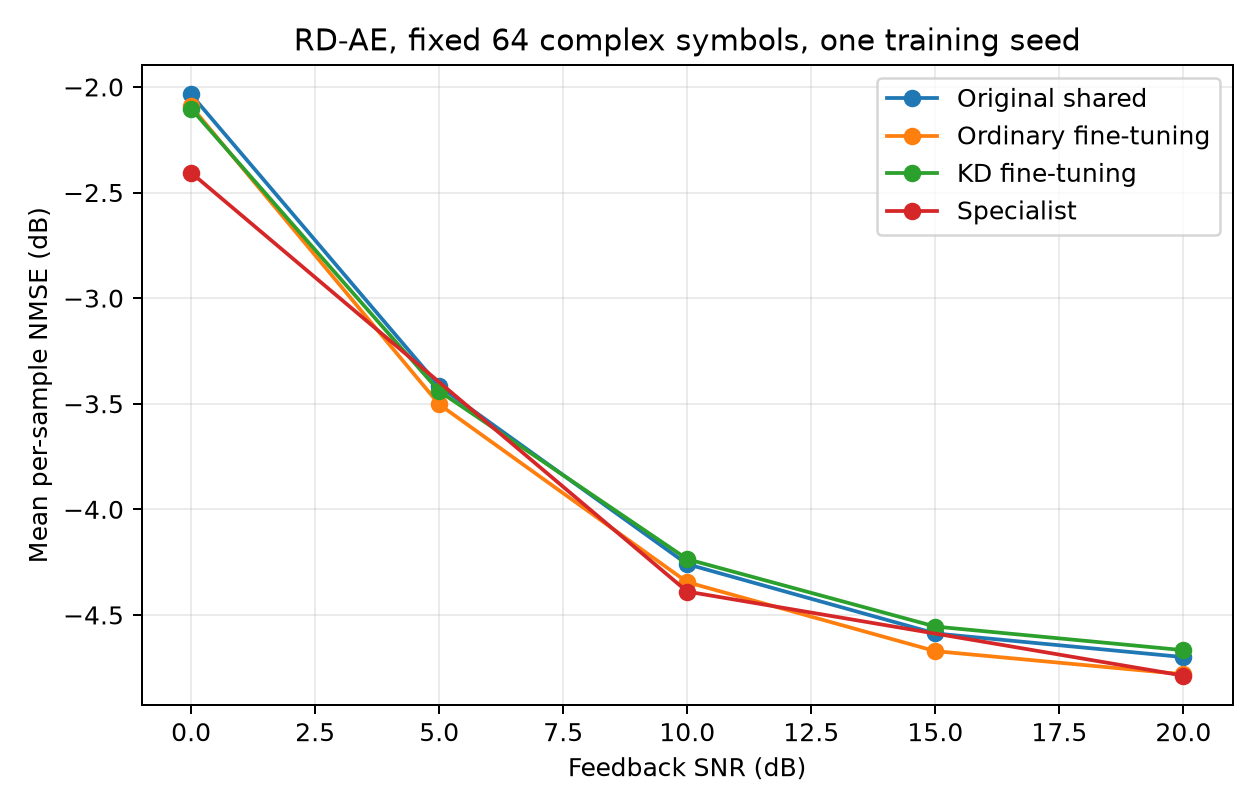 RD-AE, fixed 64 complex symbols, one training seed
Original shared
Ordinary fine-tuning
KD fine-tuning
Specialist
Mean per-sample NMSE (dB)
−2.0
−2.5
−3.0
−3.5
−4.0
−4.5
0.0 2.5 5.0 7.5 10.0 12.5 15.0 17.5 20.0
Feedback SNR (dB)